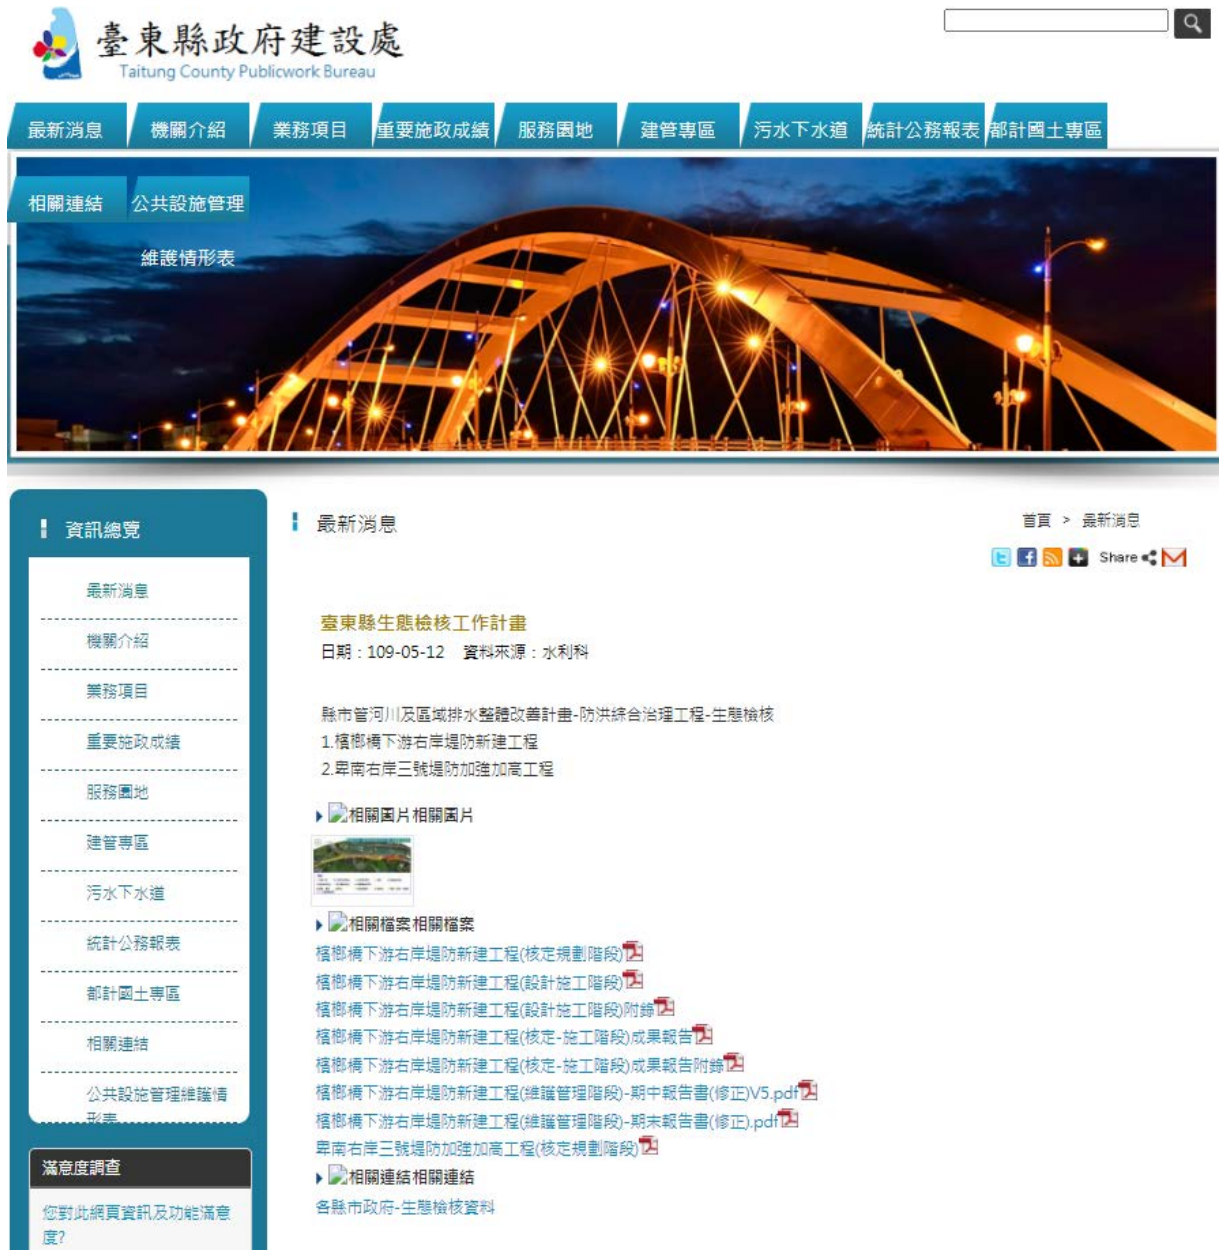 臺東縣政府建設處
Taitung County Publicwork Bureau
最新消息 機關介紹 業務項目 重要施政成績 服務園地 建管專區 污水下水道 統計公務報表 都計國土專區
相關連結 公共設施管理
維護情形表
資訊總覽
最新消息
機關介紹
業務項目
重要施政成績
服務園地
建管專區
污水下水道
統計公務報表
都計國土專區
相關連結
公共設施管理維護情
形表
滿意度調查
您對此網頁資訊及功能滿意
度?
最新消息
首頁 > 最新消息
Share
臺東縣生態檢核工作計畫
日期：109-05-12 資料來源：水利科
縣市管河川及區域排水整體改善計畫-防洪綜合治理工程-生態檢核
1.檳榔橋下游右岸堤防新建工程
2.卑南右岸三號堤防加強加高工程
相關圖片相關圖片
相關檔案相關檔案
檳榔橋下游右岸堤防新建工程(核定規劃階段)
檳榔橋下游右岸堤防新建工程(設計施工階段)
檳榔橋下游右岸堤防新建工程(設計施工階段)附錄
檳榔橋下游右岸堤防新建工程(核定-施工階段)成果報告
檳榔橋下游右岸堤防新建工程(核定-施工階段)成果報告附錄
檳榔橋下游右岸堤防新建工程(維護管理階段)-期中報告書(修正)V5.pdf
檳榔橋下游右岸堤防新建工程(維護管理階段)-期末報告書(修正).pdf
卑南右岸三號堤防加強加高工程(核定規劃階段)
相關連結相關連結
各縣市政府-生態檢核資料